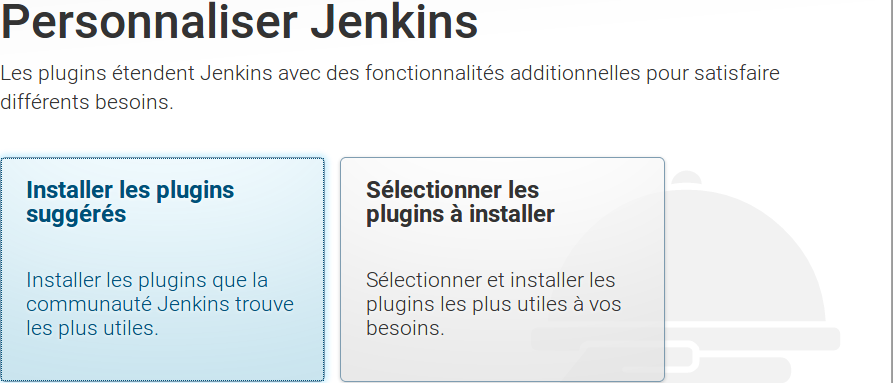 Personnaliser Jenkins
Les plugins étendent Jenkins avec des fonctionnalités additionnelles pour satisfaire
différents besoins.
Installer les plugins
suggérés
Installer les plugins que la
communauté Jenkins trouve
les plus utiles.
Sélectionner les
plugins à installer
Sélectionner et installer les
plugins les plus utiles à vos
besoins.